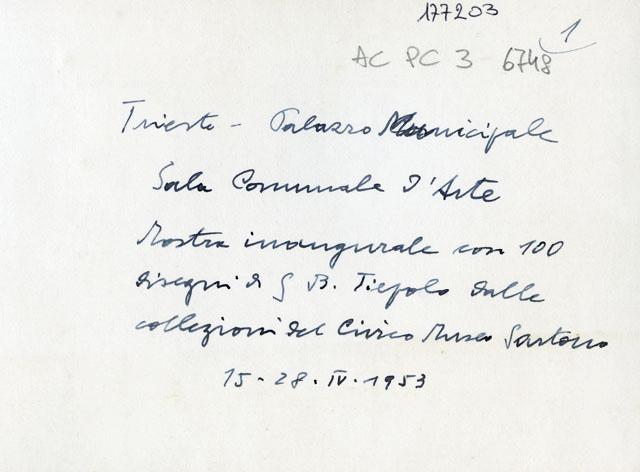 177203
1
AC PC 3 6748
Trieste - Palazzo Municipale
Sala Comunale d'Arte
Mostra inaugurale con 100
disegni di G B. Tiepolo dalle
collezioni del Civico Museo Sartorio
15 - 28 . IV . 1953